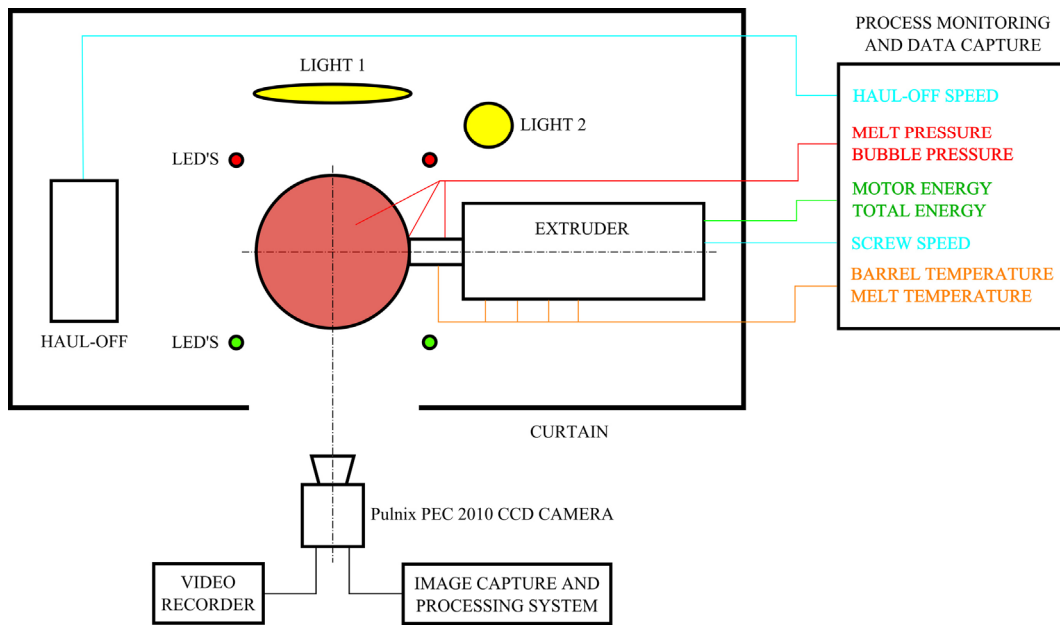 PROCESS MONITORING
AND DATA CAPTURE
LIGHT 1
HAUL-OFF SPEED
LIGHT 2
MELT PRESSURE
BUBBLE PRESSURE
LED'S
MOTOR ENERGY
TOTAL ENERGY
EXTRUDER
SCREW SPEED
BARREL TEMPERATURE
MELT TEMPERATURE
HAUL-OFF
LED'S
CURTAIN
Pulnix PEC 2010 CCD CAMERA
VIDEO
RECORDER
IMAGE CAPTURE AND
PROCESSING SYSTEM